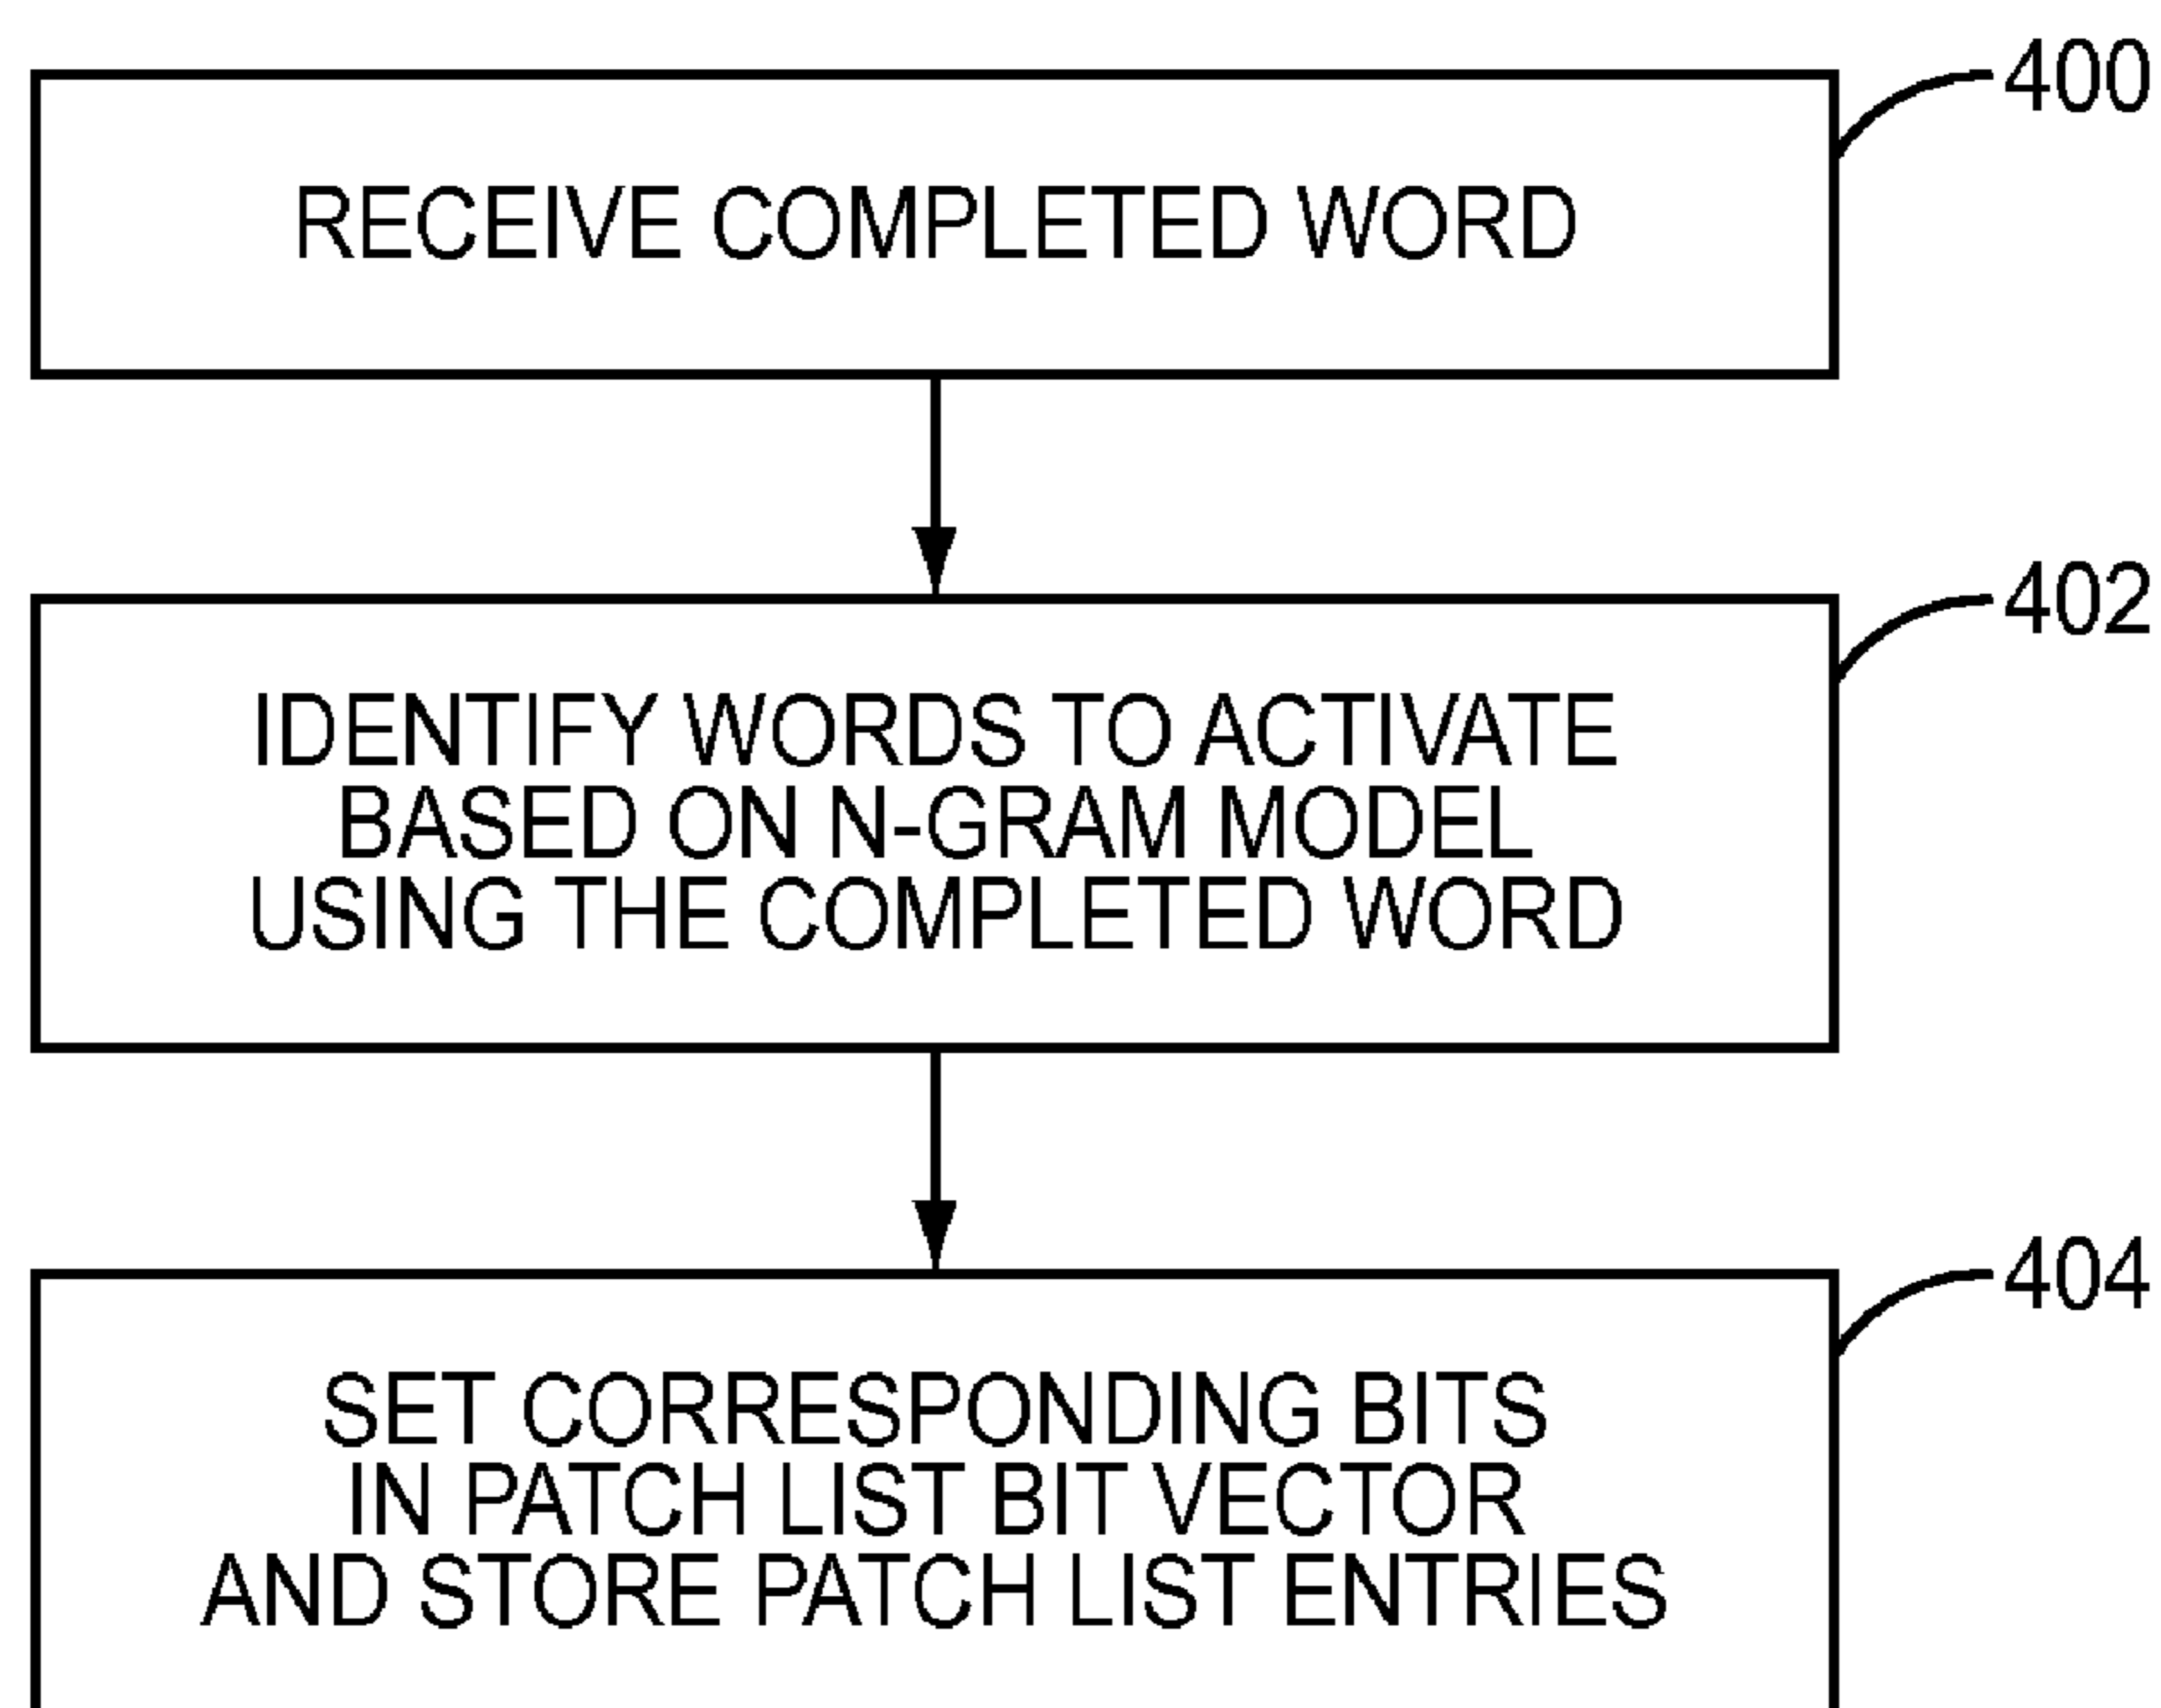 400
RECEIVE COMPLETED WORD
402
IDENTIFY WORDS TO ACTIVATE
BASED ON N-GRAM MODEL
USING THE COMPLETED WORD
404
SET CORRESPONDING BITS
IN PATCH LIST BIT VECTOR
AND STORE PATCH LIST ENTRIES